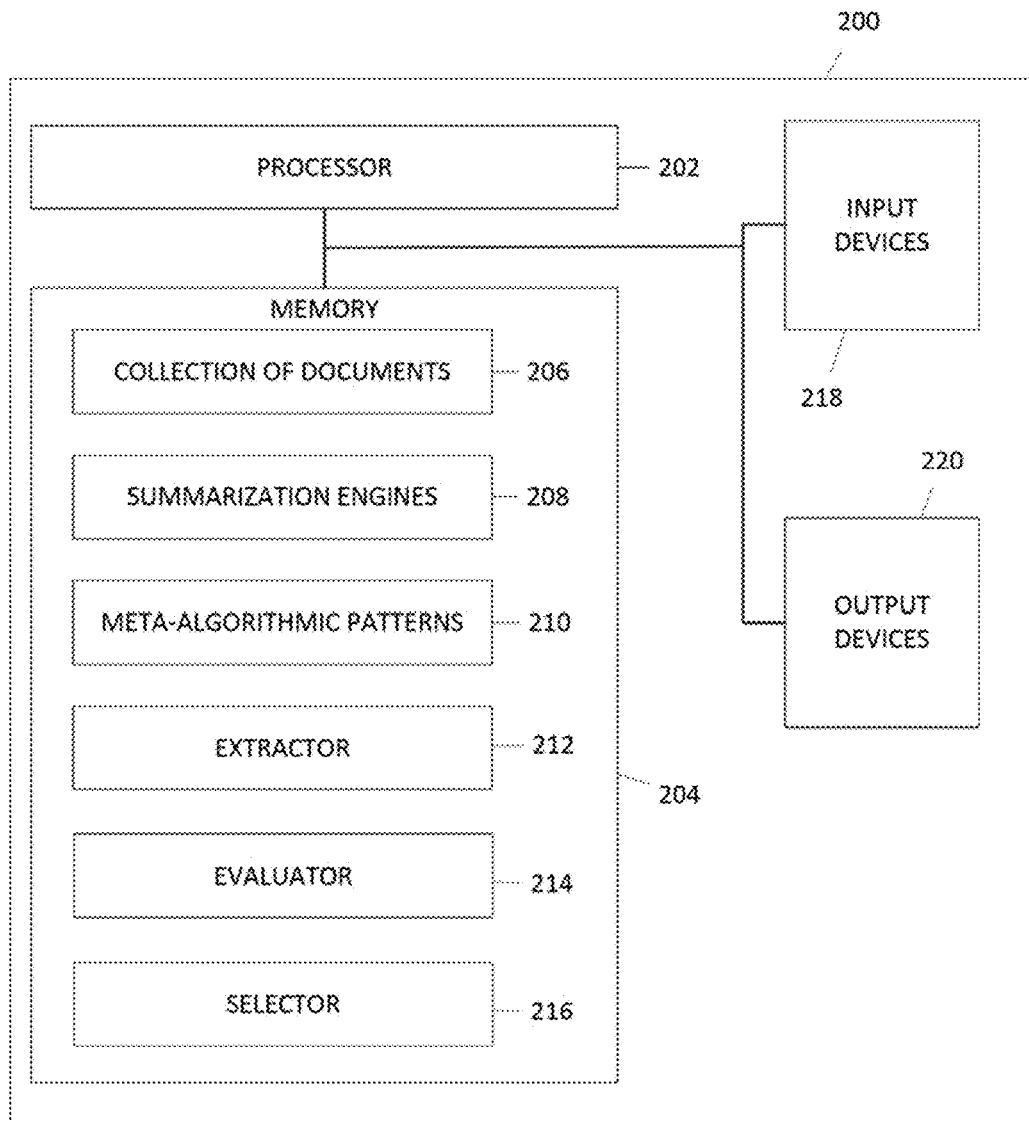 200
PROCESSOR
202
INPUT
DEVICES
218
MEMORY
COLLECTION OF DOCUMENTS
206
SUMMARIZATION ENGINES
208
META-ALGORITHMIC PATTERNS
210
EXTRACTOR
212
204
EVALUATOR
214
SELECTOR
216
220
OUTPUT
DEVICES